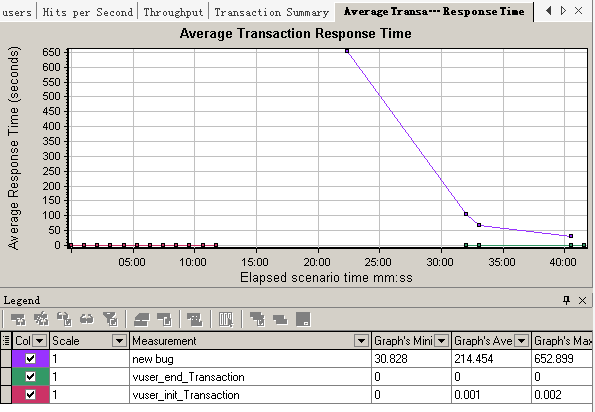 users Hits per Second Throughput Transaction Summary Average Transa··· Response Time
Average Transaction Response Time
Average Response Time (seconds)
650
600
550
500
450
400
350
300
250
200
150
100
50
0
05:00 10:00 15:00 20:00 25:00 30:00 35:00 40:00
Elapsed scenario time mm:ss
Legend
Col Scale Measurement Graph's Mini Graph's Ave Graph's Max
1 new bug 30.828 214.454 652.899
1 vuser_end_Transaction 0 0 0
1 vuser_init_Transaction 0 0.001 0.002